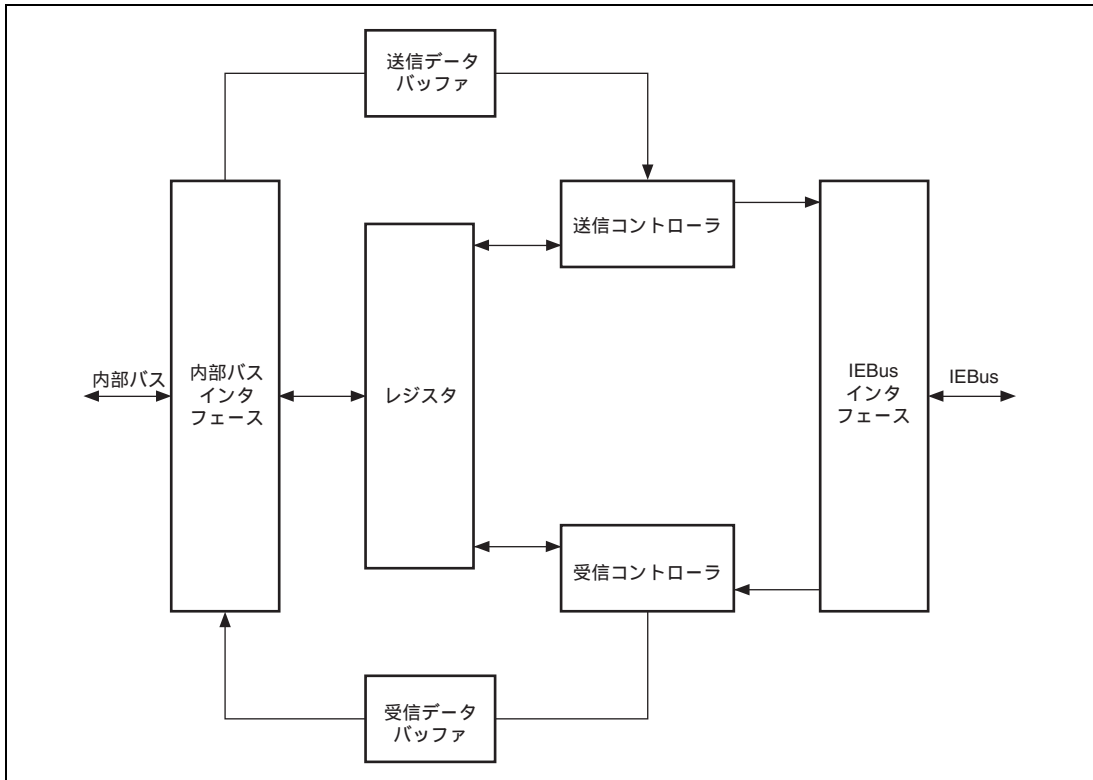 送信データ
バッファ
送信コントローラ
内部バス
内部バス
インタ
フェース
レジスタ
IEBus
インタ
フェース
IEBus
受信コントローラ
受信データ
バッファ